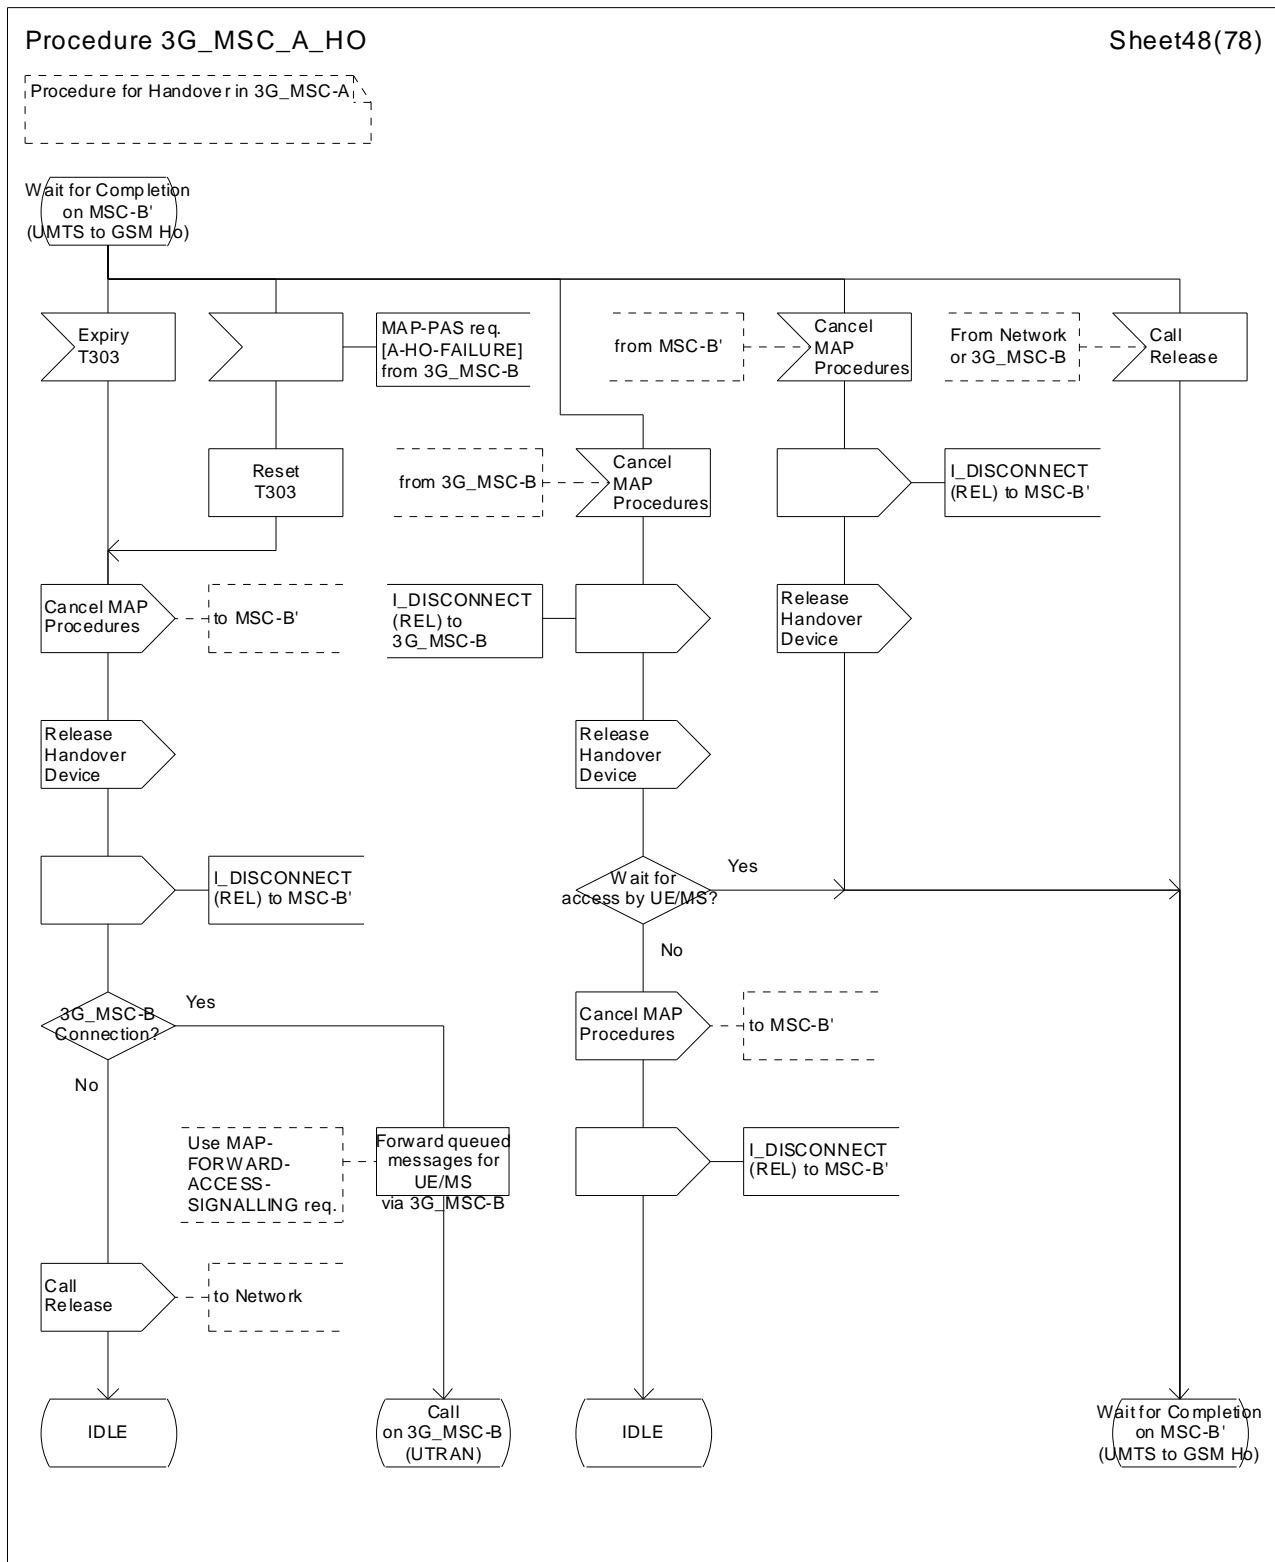 Procedure 3G_MSC_A_HO
Sheet48(78)
Procedure for Handover in 3G_MSC-A
Wait for Completion
on MSC-B'
(UMTS to GSM Ho)
Expiry
T303
MAP-PAS req.
[A-HO-FAILURE]
from 3G_MSC-B
from MSC-B'
Cancel
MAP
Procedures
From Network
or 3G_MSC-B
Call
Release
Reset
T303
from 3G_MSC-B
Cancel
MAP
Procedures
I_DISCONNECT
(REL) to MSC-B'
Cancel MAP
Procedures
to MSC-B'
I_DISCONNECT
(REL) to
3G_MSC-B
Release
Handover
Device
Release
Handover
Device
Release
Handover
Device
I_DISCONNECT
(REL) to MSC-B'
Wait for
access by UE/MS?
Yes
No
3G_MSC-B
Connection?
Yes
No
Cancel MAP
Procedures
to MSC-B'
Use MAP-
FORWARD-
ACCESS-
SIGNALLING req.
Forward queued
messages for
UE/MS
via 3G_MSC-B
I_DISCONNECT
(REL) to MSC-B'
Call
Release
to Network
IDLE
Call
on 3G_MSC-B
(UTRAN)
IDLE
Wait for Completion
on MSC-B'
(UMTS to GSM Ho)